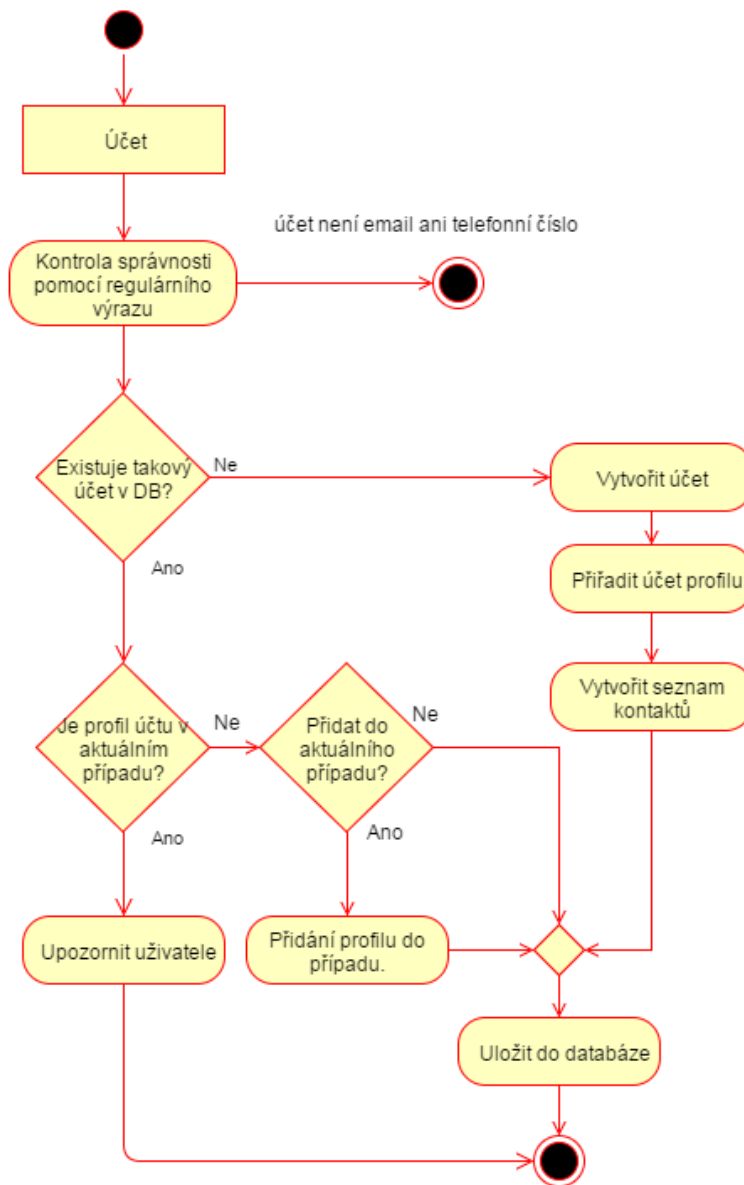 Účet
účet není email ani telefonní číslo
Kontrola správnosti
pomocí regulárního
výrazu
Existuje takový
účet v DB?
Ne
Vytvořit účet
Ano
Přiřadit účet profilu
Vytvořit seznam
kontaktů
Je profil účtu v
aktuálním
případu?
Ne
Přidat do
aktuálního
případu?
Ne
Ano
Ano
Upozornit uživatele
Přidání profilu do
případu.
Uložit do databáze